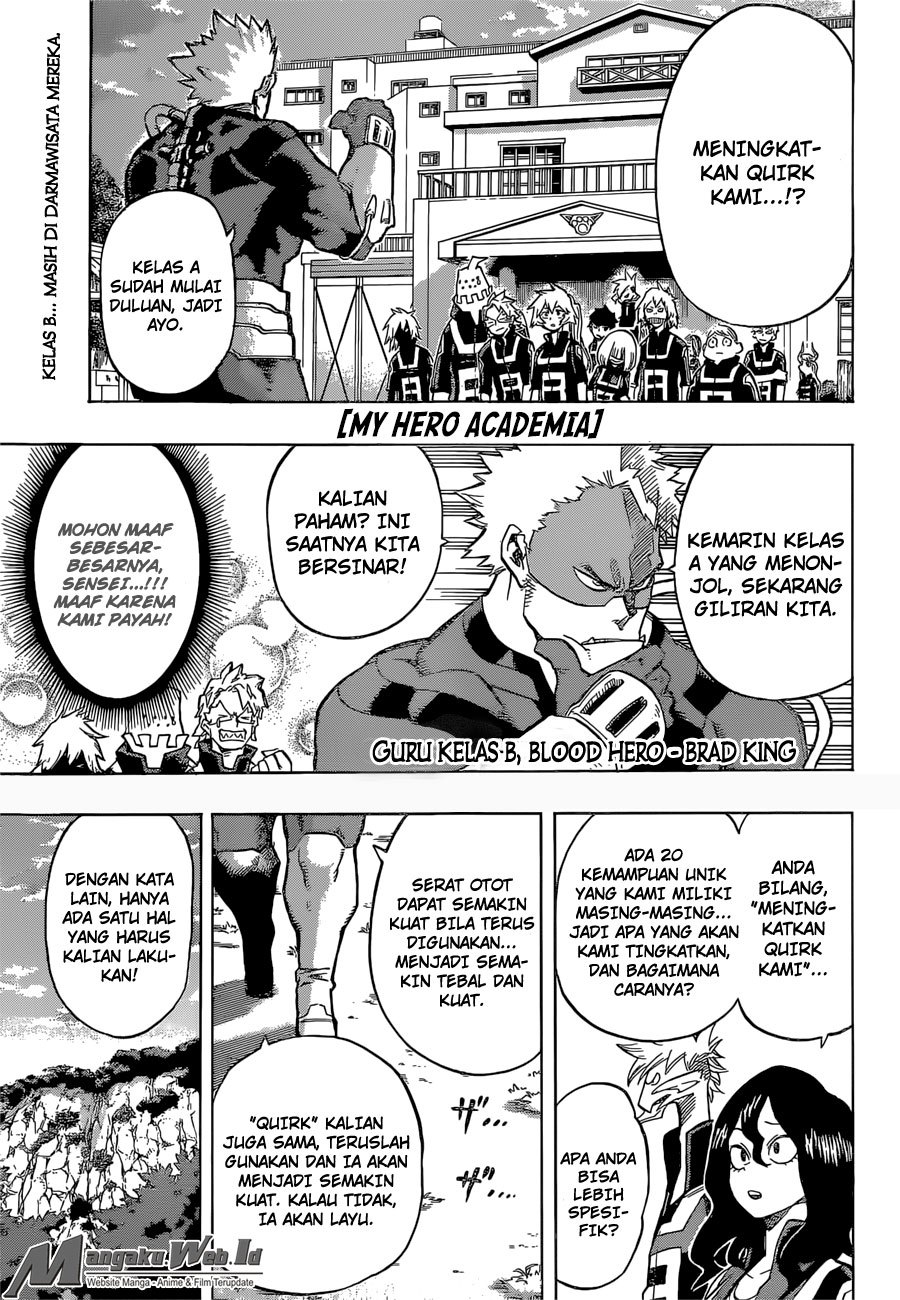 KELAS B... MASIH DI DARMAWISATA MEREKA.
MENINGKAT-
KAN QUIRK
KAMI...!?
KELAS A
SUDAH MULAI
DULUAN, JADI
AYO.
[MY HERO ACADEMIA]
KEMARIN KELAS
A YANG MENON-
JOL, SEKARANG
GILIRAN KITA.
KALIAN
PAHAM? INI
SAATNYA KITA
BERSINAR!
MOHON MAAF
SEBESAR-
BESARNYA,
SENSEI...!!!
MAAF KARENA
KAMI PAYAH!
GURU KELAS B, BLOOD HERO - BRAD KING
ANDA
BILANG,
"MENING-
KATKAN
QUIRK
KAMI"...
ADA 20
KEMAMPUAN UNIK
YANG KAMI MILIKI
MASING-MASING...
JADI APA YANG AKAN
KAMI TINGKATKAN,
DAN BAGAIMANA
CARANYA?
APA ANDA
BISA
LEBIH
SPESI-
FIK?
SERAT OTOT
DAPAT SEMAKIN
KUAT BILA TERUS
DIGUNAKAN...
MENJADI SEMA-
KIN TEBAL DAN
KUAT.
ザ"...
ザ"...
"QUIRK" KALIAN
JUGA SAMA, TERUSLAH
GUNAKAN DAN IA AKAN
MENJADI SEMAKIN
KUAT. KALAU TIDAK,
IA AKAN LAYU.
DENGAN KATA
LAIN, HANYA
ADA SATU HAL
YANG HARUS
KALIAN LAKU-
KAN!
Mangaku.Web.Id
Website Manga - Anime & Film Terupdate